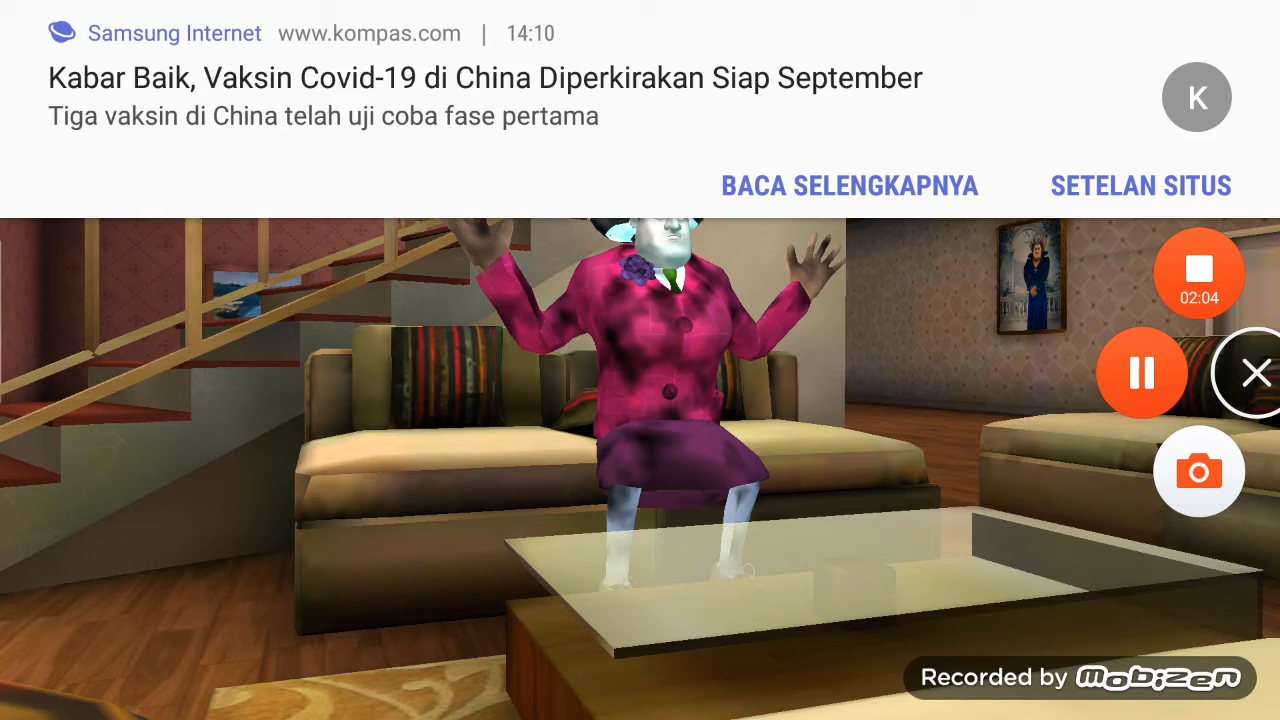 Samsung Internet www.kompas.com | 14:10
Kabar Baik, Vaksin Covid-19 di China Diperkirakan Siap September
Tiga vaksin di China telah uji coba fase pertama
K
BACA SELENGKAPNYA SETELAN SITUS
02:04
Recorded by mobizen